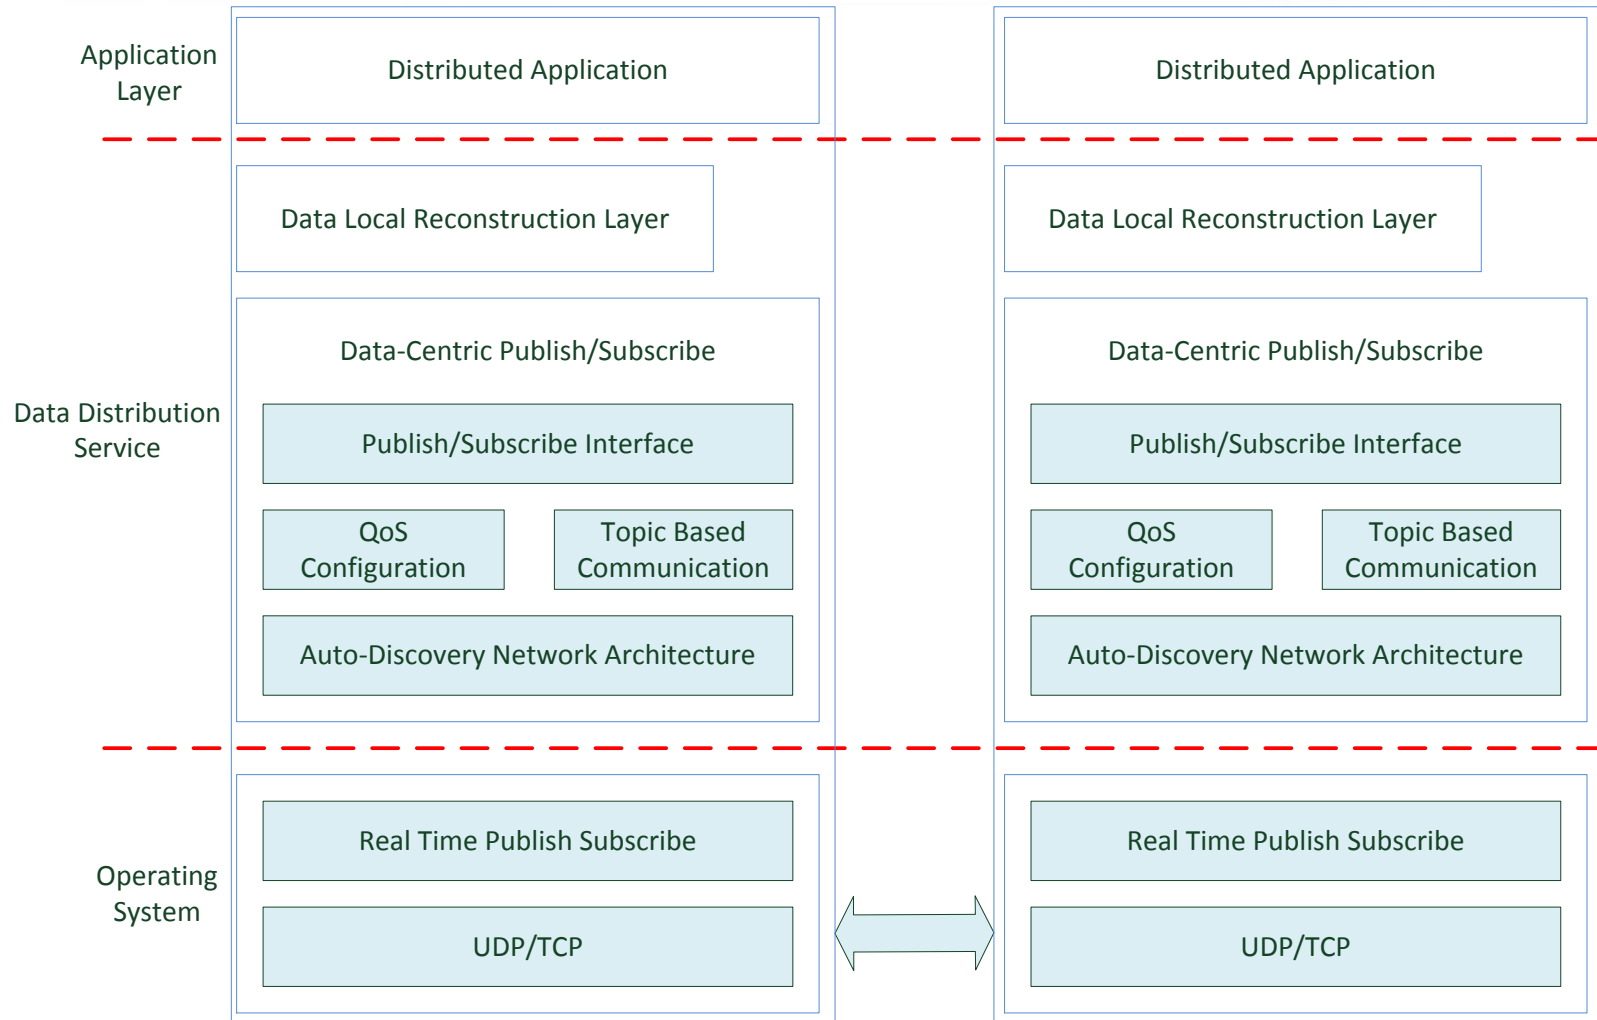 Application
Layer
Distributed Application
Distributed Application
Data Local Reconstruction Layer
Data Local Reconstruction Layer
Data Distribution
Service
Data-Centric Publish/Subscribe
Publish/Subscribe Interface
QoS
Configuration
Topic Based
Communication
Auto-Discovery Network Architecture
Data-Centric Publish/Subscribe
Publish/Subscribe Interface
QoS
Configuration
Topic Based
Communication
Auto-Discovery Network Architecture
Operating
System
Real Time Publish Subscribe
UDP/TCP
Real Time Publish Subscribe
UDP/TCP